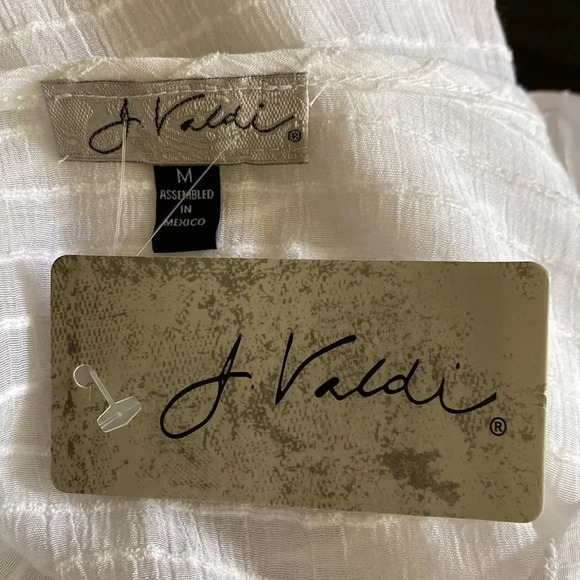 J. Valdi ®
M
ASSEMBLED
IN
MEXICO
J. Valdi ®